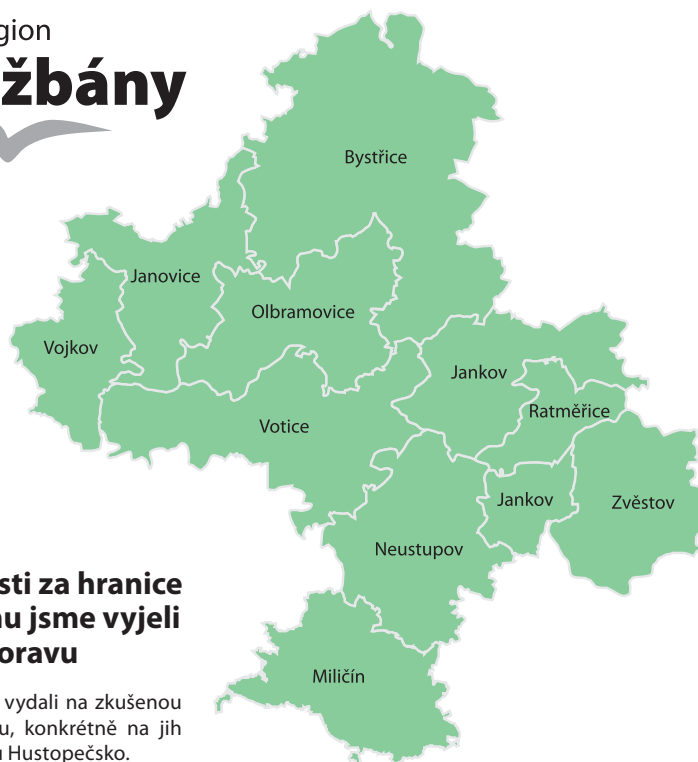 gion
žbány
Bystřice
Janovice
Olbramovice
Vojkov
Jankov
Ratměřice
Votice
Jankov
Zvěstov
Neustupov
sti za hranice
u jsme vyjeli
oravu
Miličín
vydali na zkušenou
u, konkrétně na jih
u Hustopečsko.